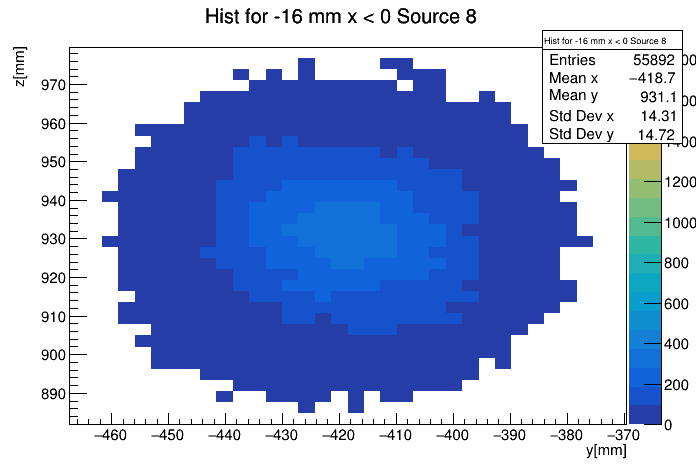 Hist for -16 mm x < 0 Source 8
z[mm]
Hist for -16 mm x < 0 Source 8
Entries 55892
Mean x −418.7
Mean y 931.1
Std Dev x 14.31
Std Dev y 14.72
970
960
950
940
930
920
910
900
890
1400
1200
1000
800
600
400
200
0
−460 −450 −440 −430 −420 −410 −400 −390 −380 −370
y[mm]